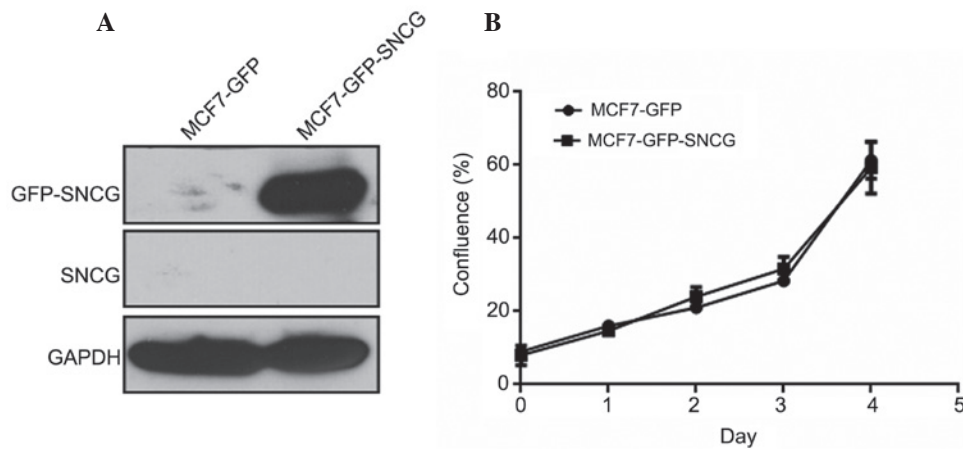 A
MCF7-GFP
MCF7-GFP-SNCG
GFP-SNCG
SNCG
GAPDH
B
80
60
40
20
0
Confluence (%)
MCF7-GFP
MCF7-GFP-SNCG
0 1 2 3 4 5
Day